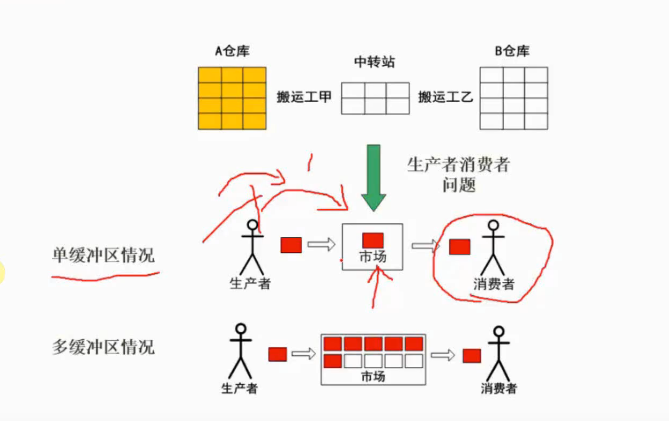 A仓库
中转站
B仓库
搬运工甲
搬运工乙
生产者消费者
问题
单缓冲区情况
市场
生产者
消费者
多缓冲区情况
市场
生产者
消费者